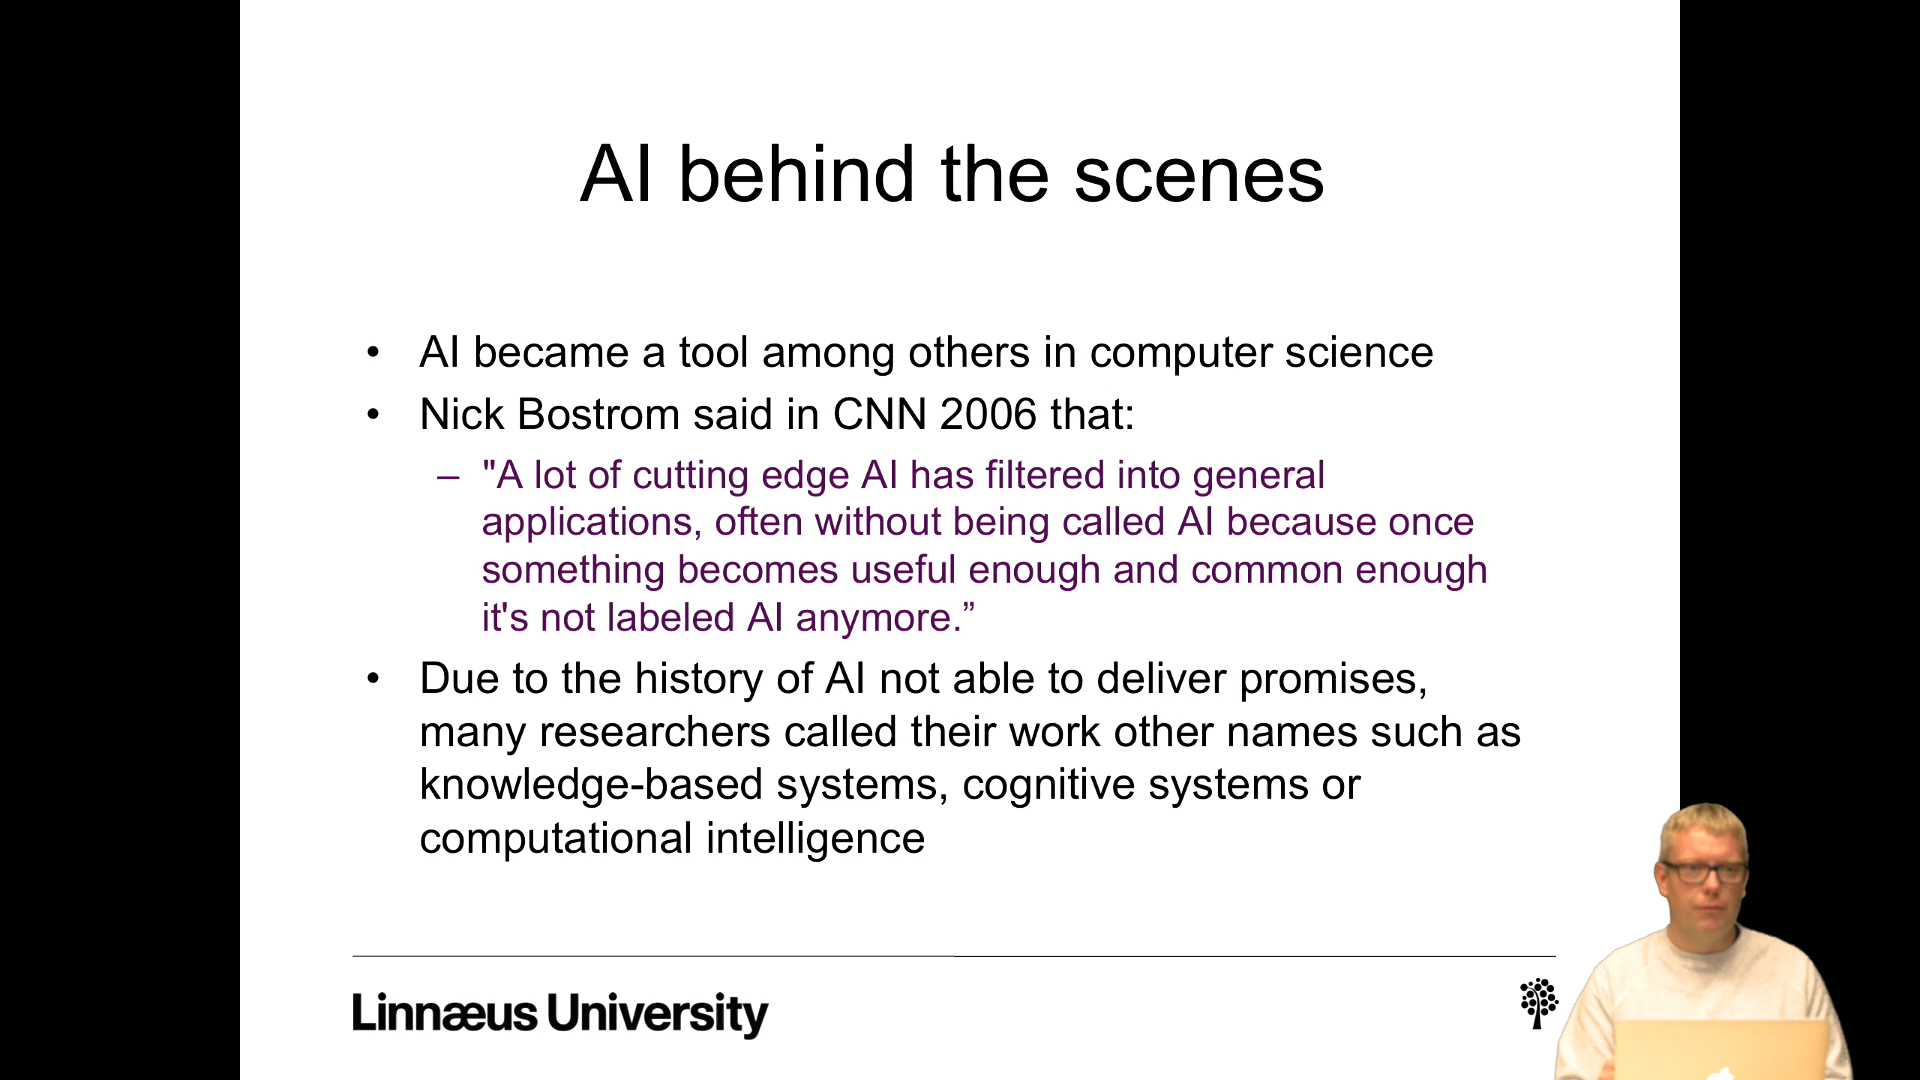 AI behind the scenes
• AI became a tool among others in computer science
• Nick Bostrom said in CNN 2006 that:
– "A lot of cutting edge AI has filtered into general
applications, often without being called AI because once
something becomes useful enough and common enough
it's not labeled AI anymore.”
• Due to the history of AI not able to deliver promises,
many researchers called their work other names such as
knowledge-based systems, cognitive systems or
computational intelligence
Linnæus University